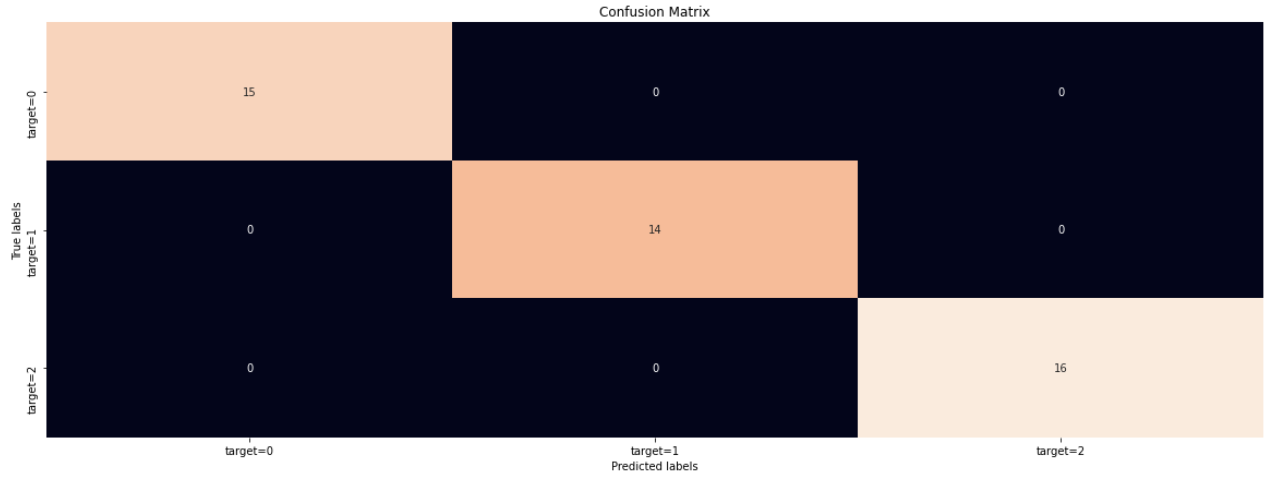 Confusion Matrix
True labels
target=0
15 0 0
target=1
0 14 0
target=2
0 0 16
target=0 target=1 target=2
Predicted labels